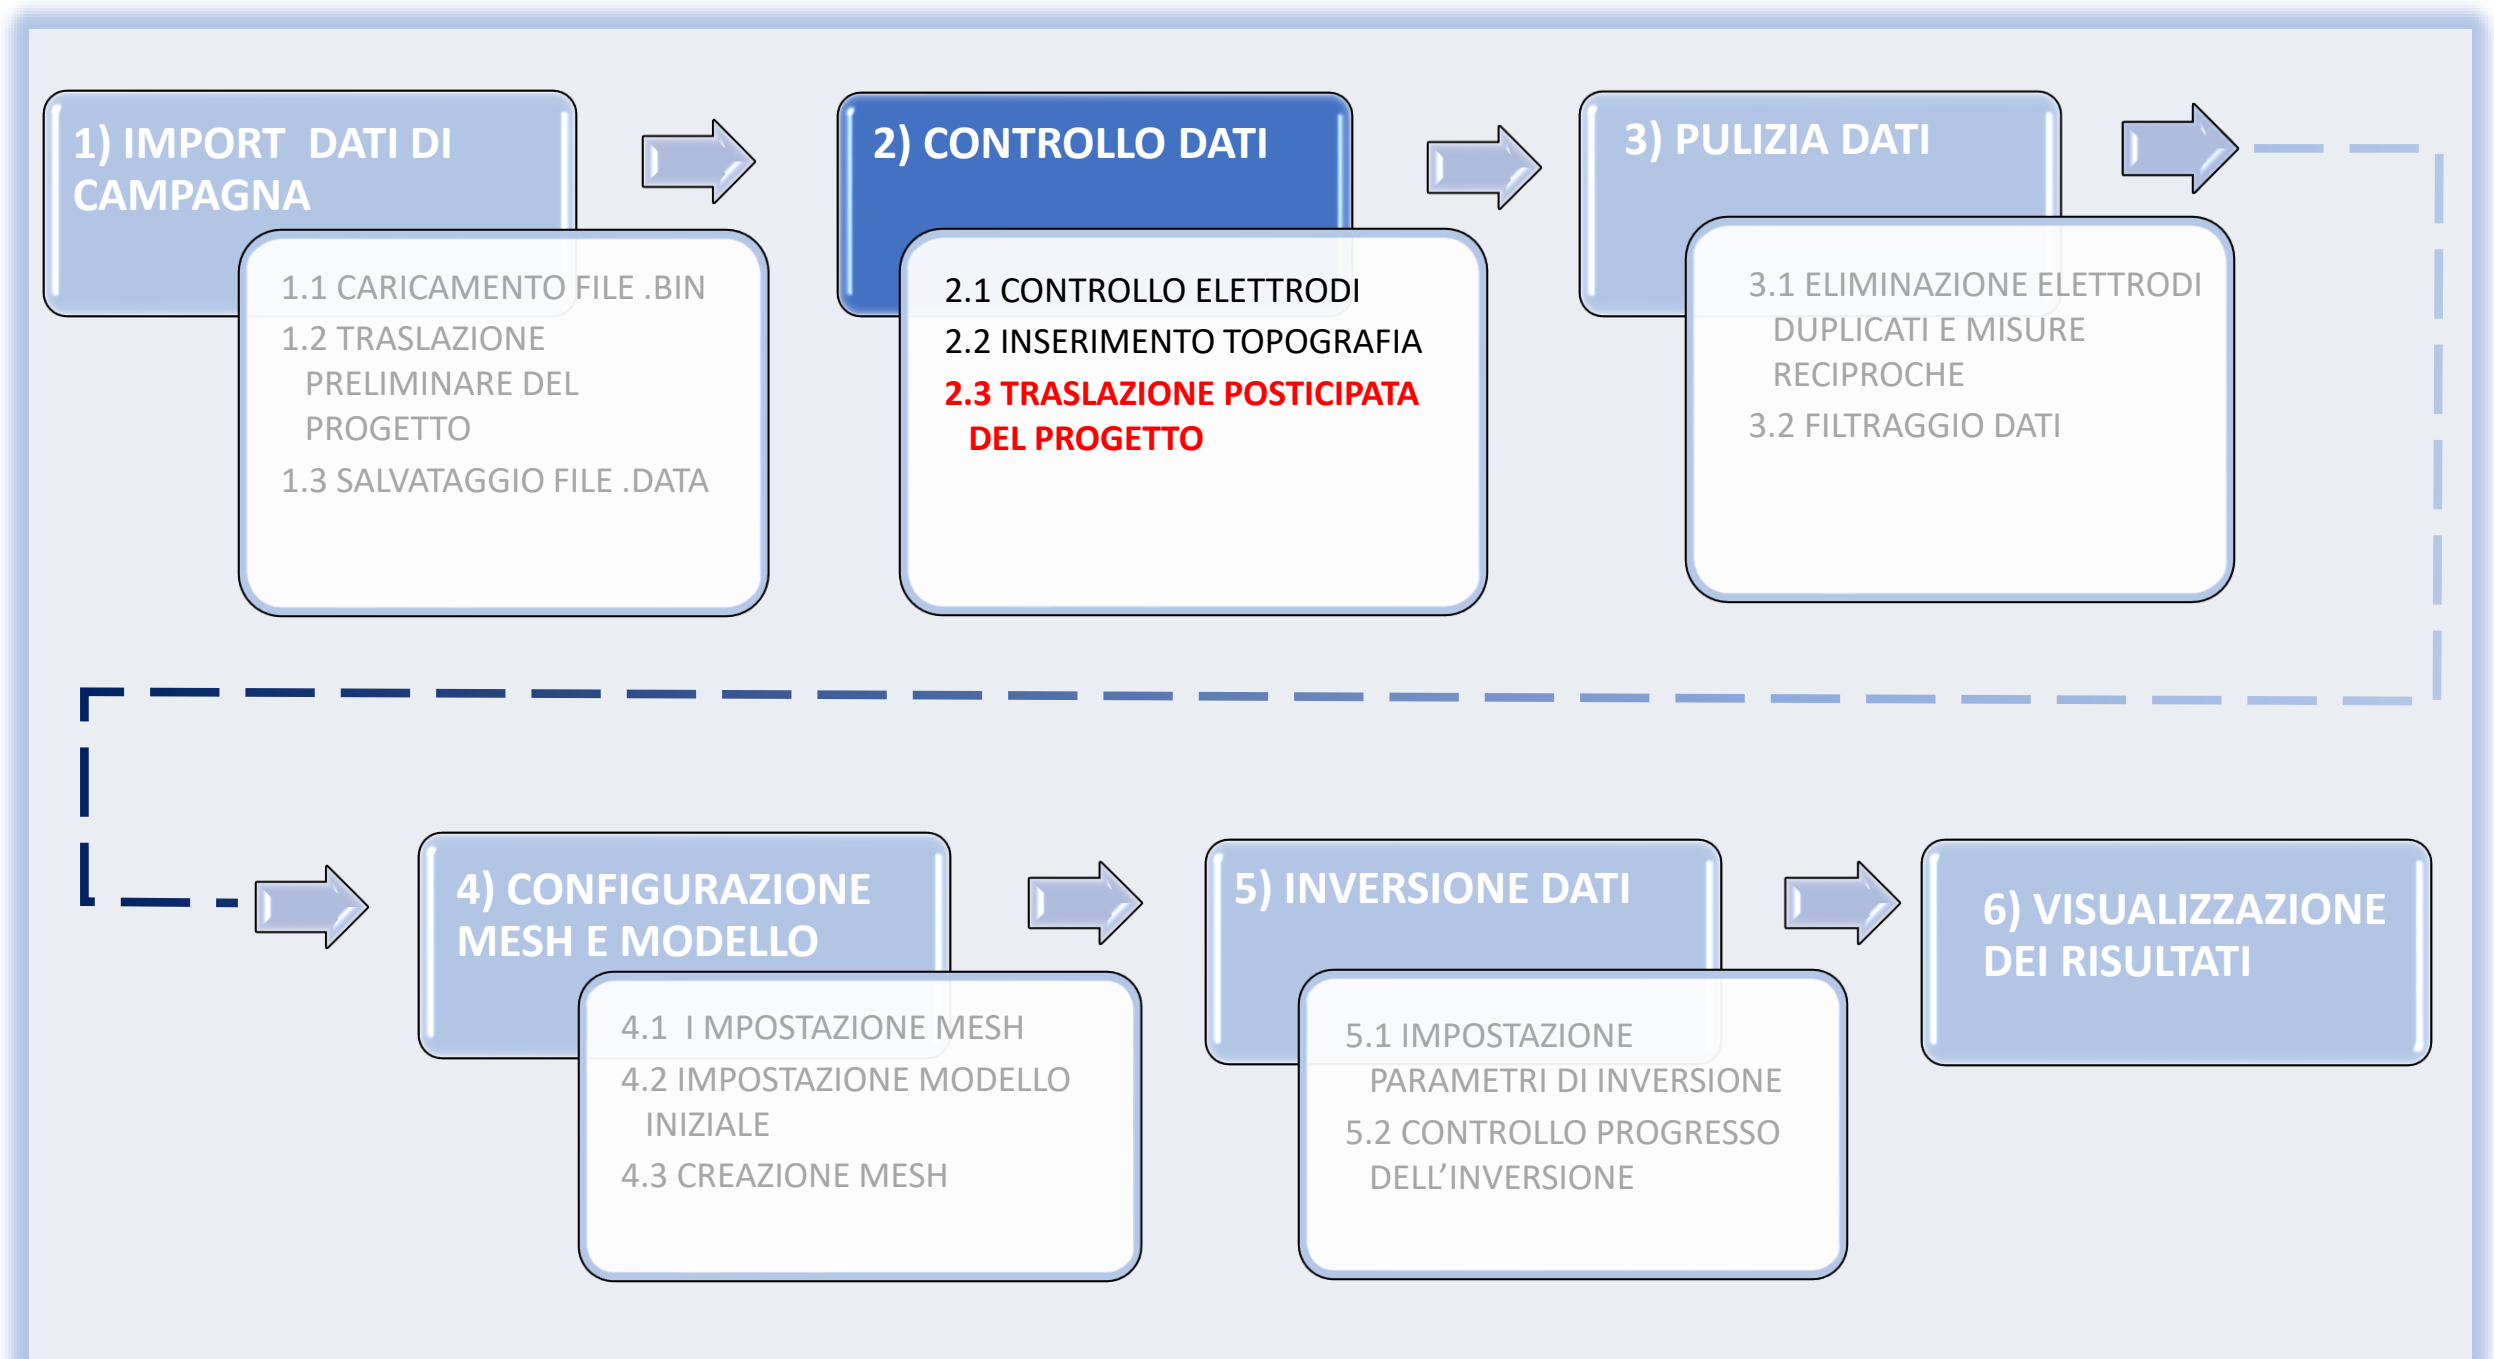 1) IMPORT  DATI DI
CAMPAGNA
1.1 CARICAMENTO FILE .BIN
1.2 TRASLAZIONE
PRELIMINARE DEL
PROGETTO
1.3 SALVATAGGIO FILE .DATA
2) CONTROLLO DATI
2.1 CONTROLLO ELETTRODI
2.2 INSERIMENTO TOPOGRAFIA
2.3 TRASLAZIONE POSTICIPATA
DEL PROGETTO
3) PULIZIA DATI
3.1 ELIMINAZIONE ELETTRODI
DUPLICATI E MISURE
RECIPROCHE
3.2 FILTRAGGIO DATI
4) CONFIGURAZIONE
MESH E MODELLO
4.1  I MPOSTAZIONE MESH
4.2 IMPOSTAZIONE MODELLO
INIZIALE
4.3 CREAZIONE MESH
5) INVERSIONE DATI
5.1 IMPOSTAZIONE
PARAMETRI DI INVERSIONE
5.2 CONTROLLO PROGRESSO
DELL’INVERSIONE
6) VISUALIZZAZIONE
DEI RISULTATI